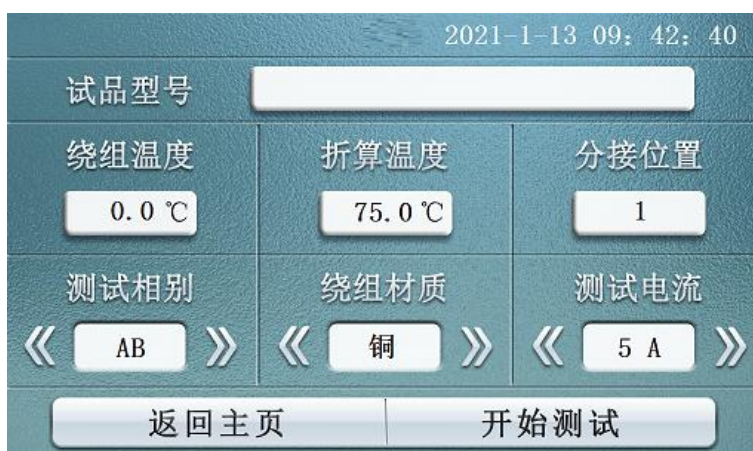 2021-1-13 09：42：40
试品型号
绕组温度 折算温度 分接位置
0.0 ℃ 75.0 ℃ 1
测试相别 绕组材质 测试电流
《 AB 》 《 铜 》 《 5 A 》
返回主页 开始测试